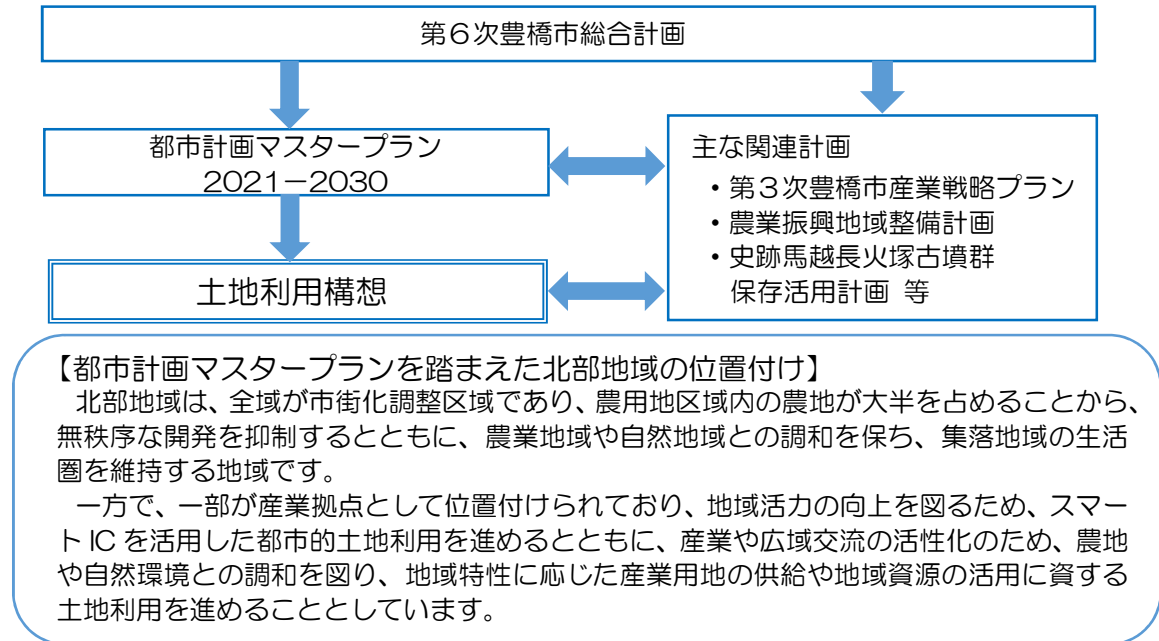 第6次豊橋市総合計画
都市計画マスタープラン
2021－2030
土地利用構想
主な関連計画
・第3次豊橋市産業戦略プラン
・農業振興地域整備計画
・史跡馬越長火塚古墳群
保存活用計画 等
【都市計画マスタープランを踏まえた北部地域の位置付け】
北部地域は、全域が市街化調整区域であり、農用地区域内の農地が大半を占めることから、
無秩序な開発を抑制するとともに、農業地域や自然地域との調和を保ち、集落地域の生活
圏を維持する地域です。
一方で、一部が産業拠点として位置付けられており、地域活力の向上を図るため、スマー
トICを活用した都市的土地利用を進めるとともに、産業や広域交流の活性化のため、農地
や自然環境との調和を図り、地域特性に応じた産業用地の供給や地域資源の活用に資する
土地利用を進めることとしています。